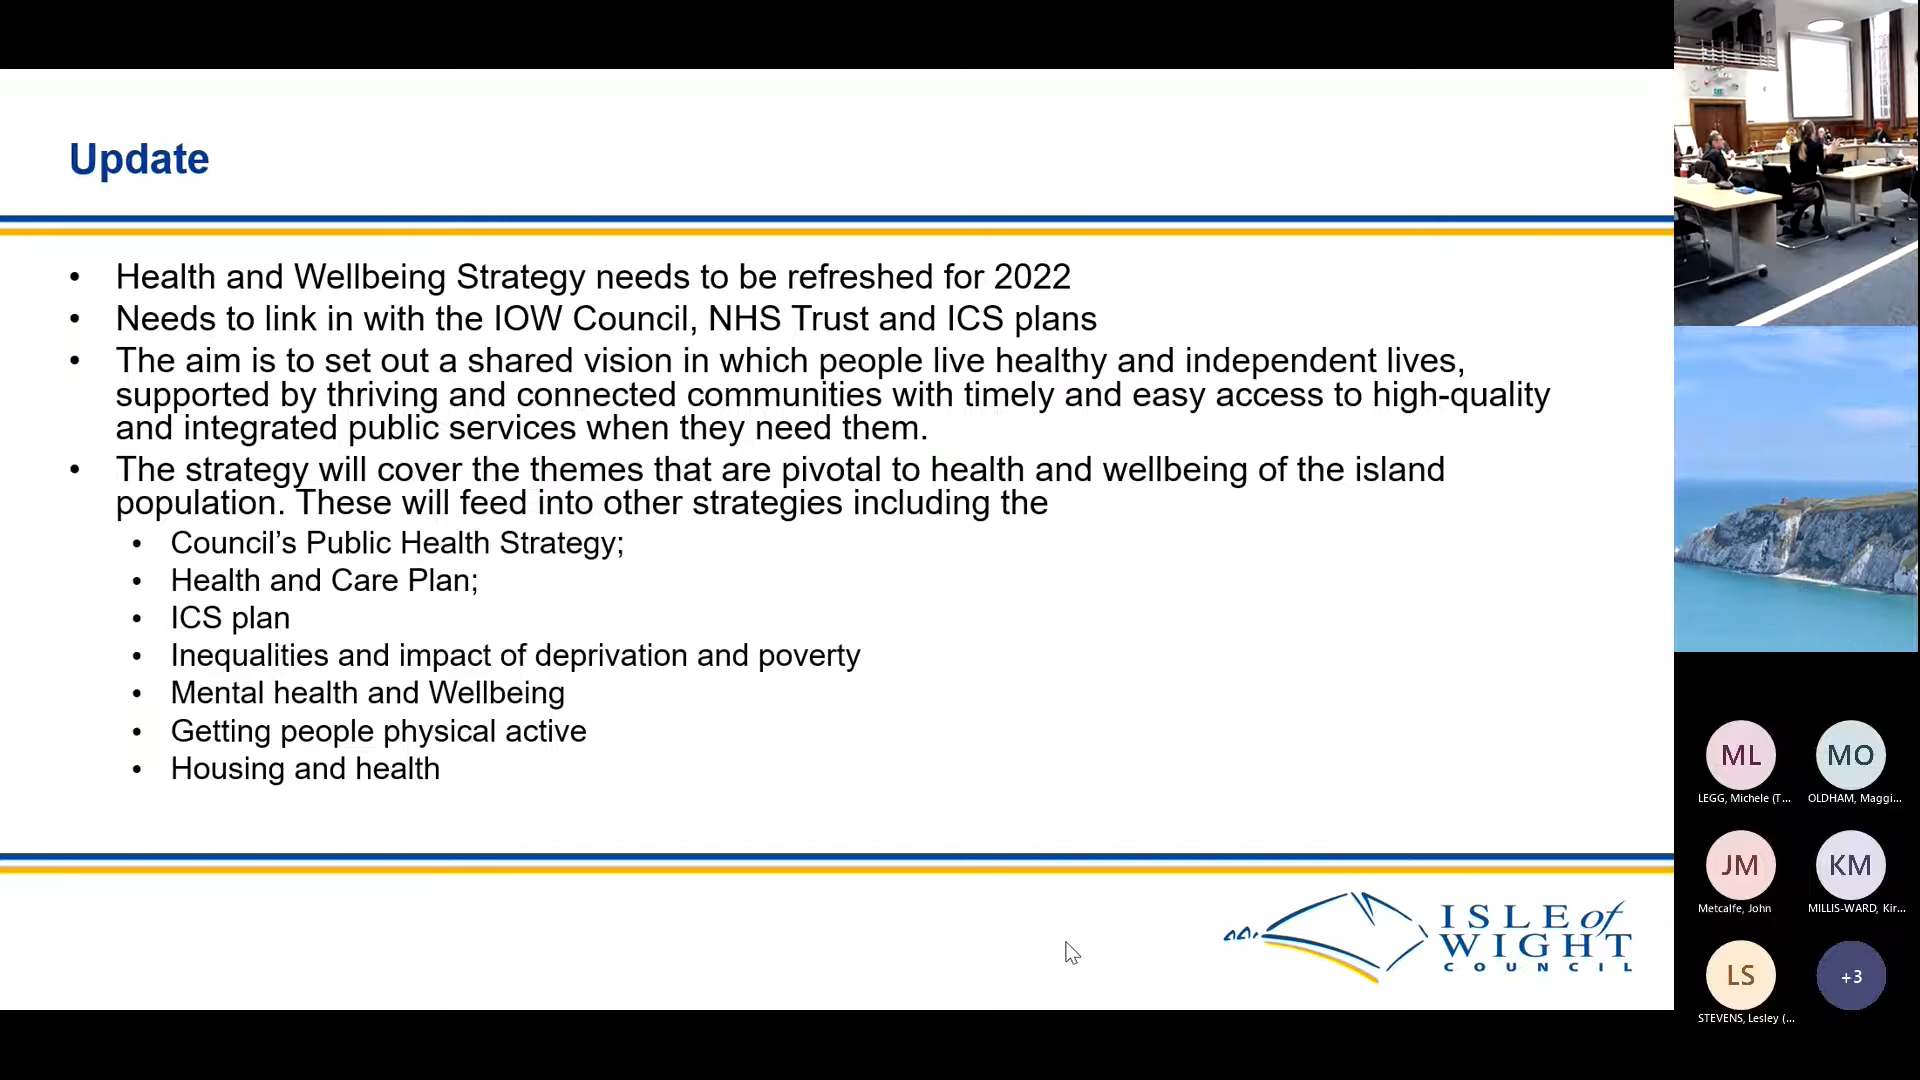 Update
• Health and Wellbeing Strategy needs to be refreshed for 2022
• Needs to link in with the IOW Council, NHS Trust and ICS plans
• The aim is to set out a shared vision in which people live healthy and independent lives,
supported by thriving and connected communities with timely and easy access to high-quality
and integrated public services when they need them.
• The strategy will cover the themes that are pivotal to health and wellbeing of the island
population. These will feed into other strategies including the
• Council’s Public Health Strategy;
• Health and Care Plan;
• ICS plan
• Inequalities and impact of deprivation and poverty
• Mental health and Wellbeing
• Getting people physical active
• Housing and health
ISLE of
WIGHT
COUNCIL
ML
MO
LEGG, Michele (T...
OLDHAM, Maggi...
JM
KM
Metcalfe, John
MILLIS-WARD, Kir...
LS
+3
STEVENS, Lesley (...